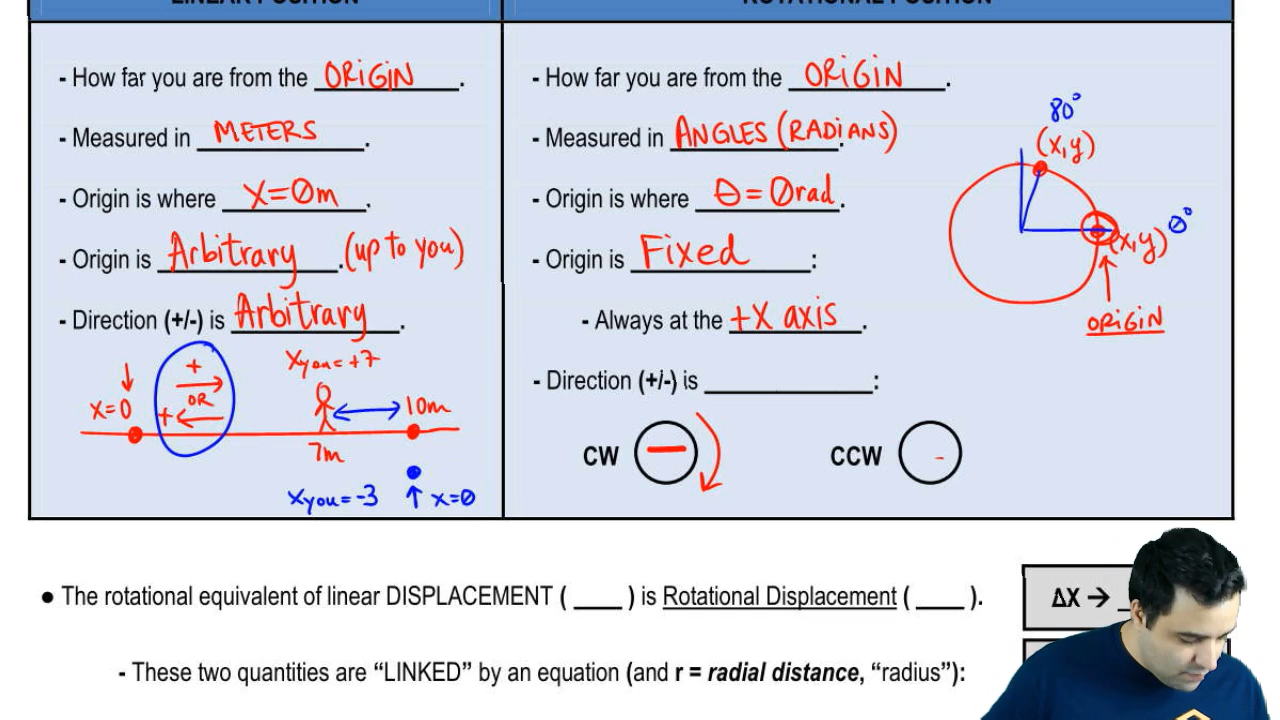 LINEAR POSITION
ROTATIONAL POSITION
- How far you are from the ORiGiN.
- Measured in METERS.
- Origin is where X=0m.
- Origin is Arbitrary. (up to you)
- Direction (+/-) is Arbitrary.
+
OR
+
x=0
xyou=+7
10m
7m
xyou=-3
x=0
- How far you are from the ORiGiN.
- Measured in ANGLES (RADIANS).
- Origin is where θ=0rad.
- Origin is Fixed:
- Always at the +X axis.
- Direction (+/-) is ____:
CW −
CCW -
80°
(x,y)
(x,y) 0°
ORiGiN
● The rotational equivalent of linear DISPLACEMENT ( ___ ) is Rotational Displacement ( ___ ).
ΔX → _
- These two quantities are “LINKED” by an equation (and r = radial distance, “radius”):